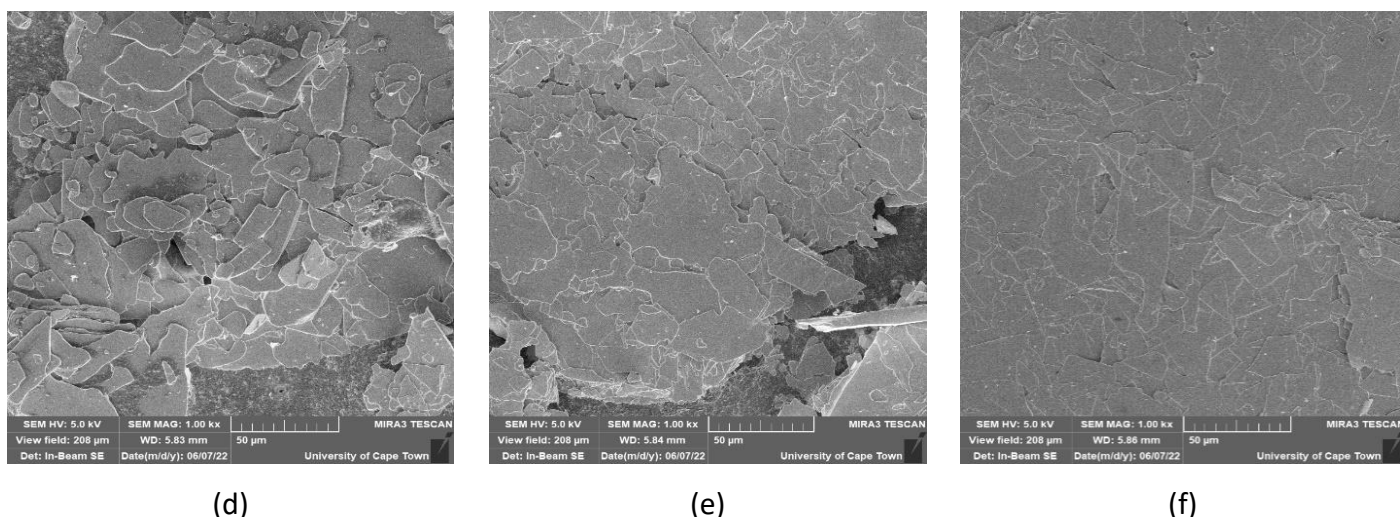 SEM HV: 5.0 kV SEM MAG: 1.00 kx MIRA3 TESCAN
View field: 208 µm WD: 5.83 mm 50 µm
Det: In-Beam SE Date(m/d/y): 06/07/22 University of Cape Town
SEM HV: 5.0 kV SEM MAG: 1.00 kx MIRA3 TESCAN
View field: 208 µm WD: 5.84 mm 50 µm
Det: In-Beam SE Date(m/d/y): 06/07/22 University of Cape Town
SEM HV: 5.0 kV SEM MAG: 1.00 kx MIRA3 TESCAN
View field: 208 µm WD: 5.86 mm 50 µm
Det: In-Beam SE Date(m/d/y): 06/07/22 University of Cape Town
(d) (e) (f)